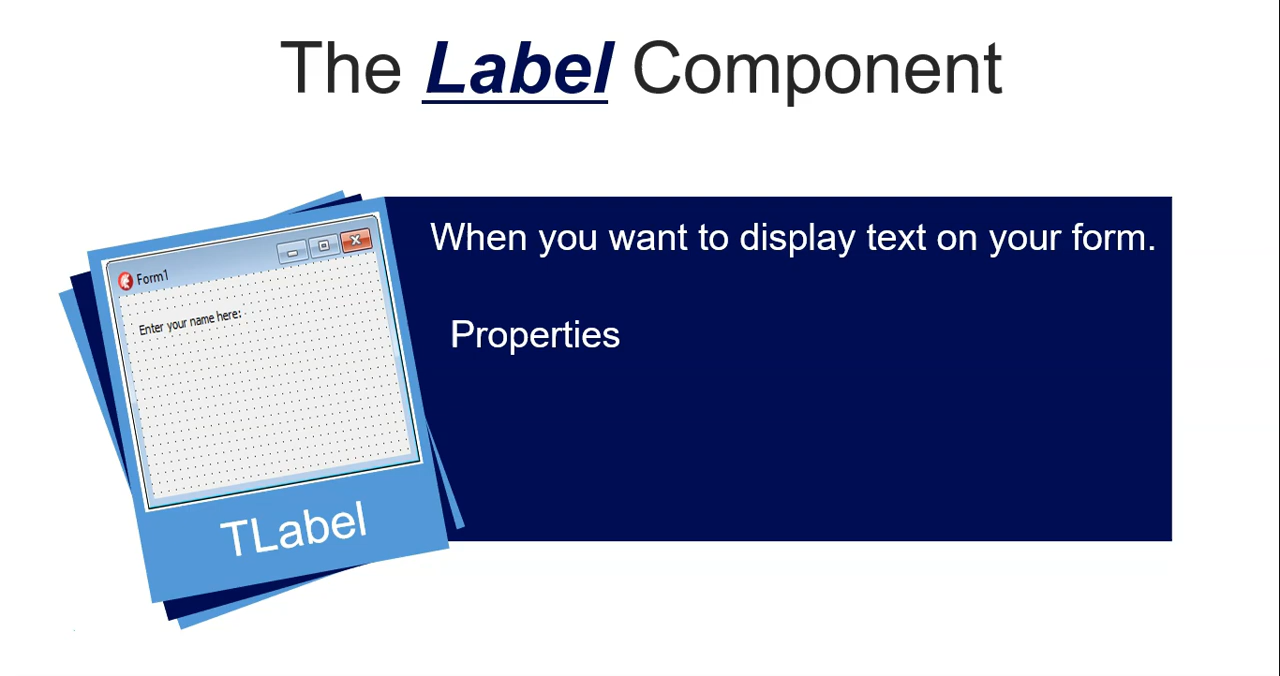 The Label Component
When you want to display text on your form.
Properties
Form1
Enter your name here:
TLabel